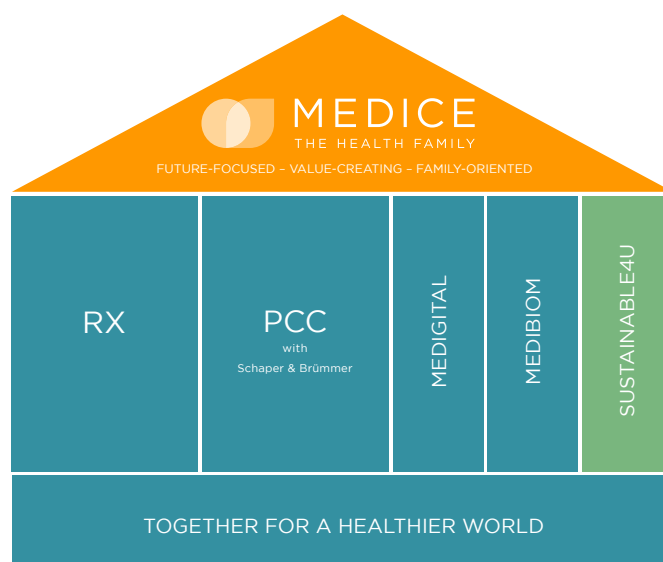 MEDICE
THE HEALTH FAMILY
FUTURE-FOCUSED – VALUE-CREATING – FAMILY-ORIENTED
RX
PCC
with
Schaper & Brümmer
MEDIGITAL
MEDIBIOM
SUSTAINABLE4U
TOGETHER FOR A HEALTHIER WORLD